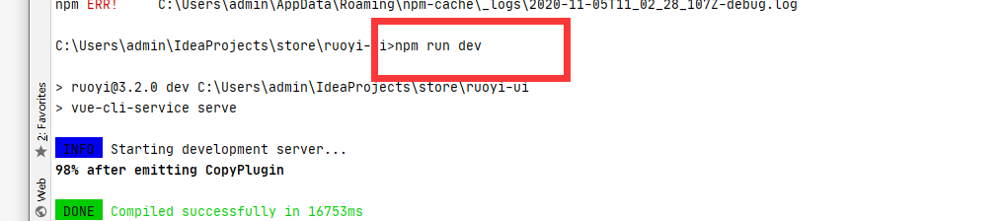 npm ERR!     C:\Users\admin\AppData\Roaming\npm-cache\_logs\2020-11-05T11_02_28_107Z-debug.log
C:\Users\admin\IdeaProjects\store\ruoyi-ui>npm run dev
> ruoyi@3.2.0 dev C:\Users\admin\IdeaProjects\store\ruoyi-ui
> vue-cli-service serve
INFO  Starting development server...
98% after emitting CopyPlugin
DONE  Compiled successfully in 16753ms
2: Favorites
Web